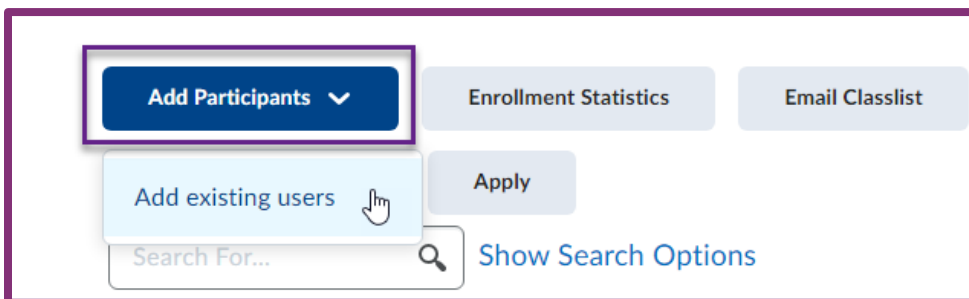 Add Participants Enrollment Statistics Email Classlist
Add existing users Apply
Search For... Show Search Options